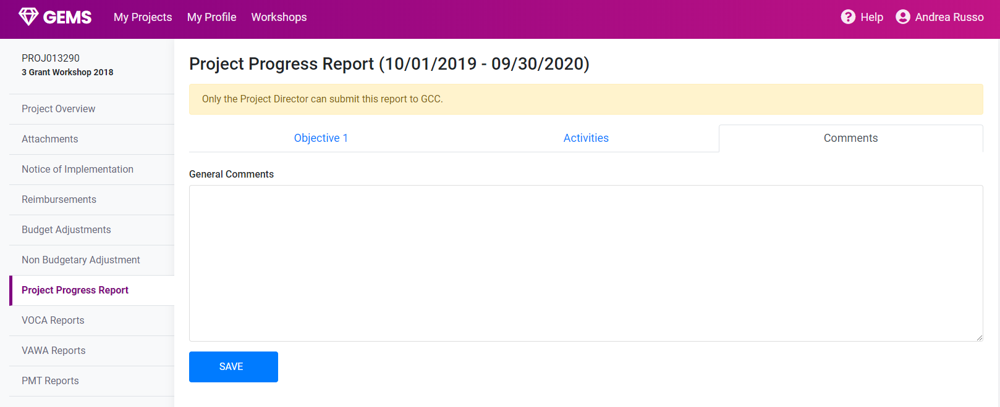 GEMS My Projects My Profile Workshops Help Andrea Russo
PROJ013290
3 Grant Workshop 2018
Project Overview
Attachments
Notice of Implementation
Reimbursements
Budget Adjustments
Non Budgetary Adjustment
Project Progress Report
VOCA Reports
VAWA Reports
PMT Reports
Project Progress Report (10/01/2019 - 09/30/2020)
Only the Project Director can submit this report to GCC.
Objective 1 Activities Comments
General Comments
SAVE